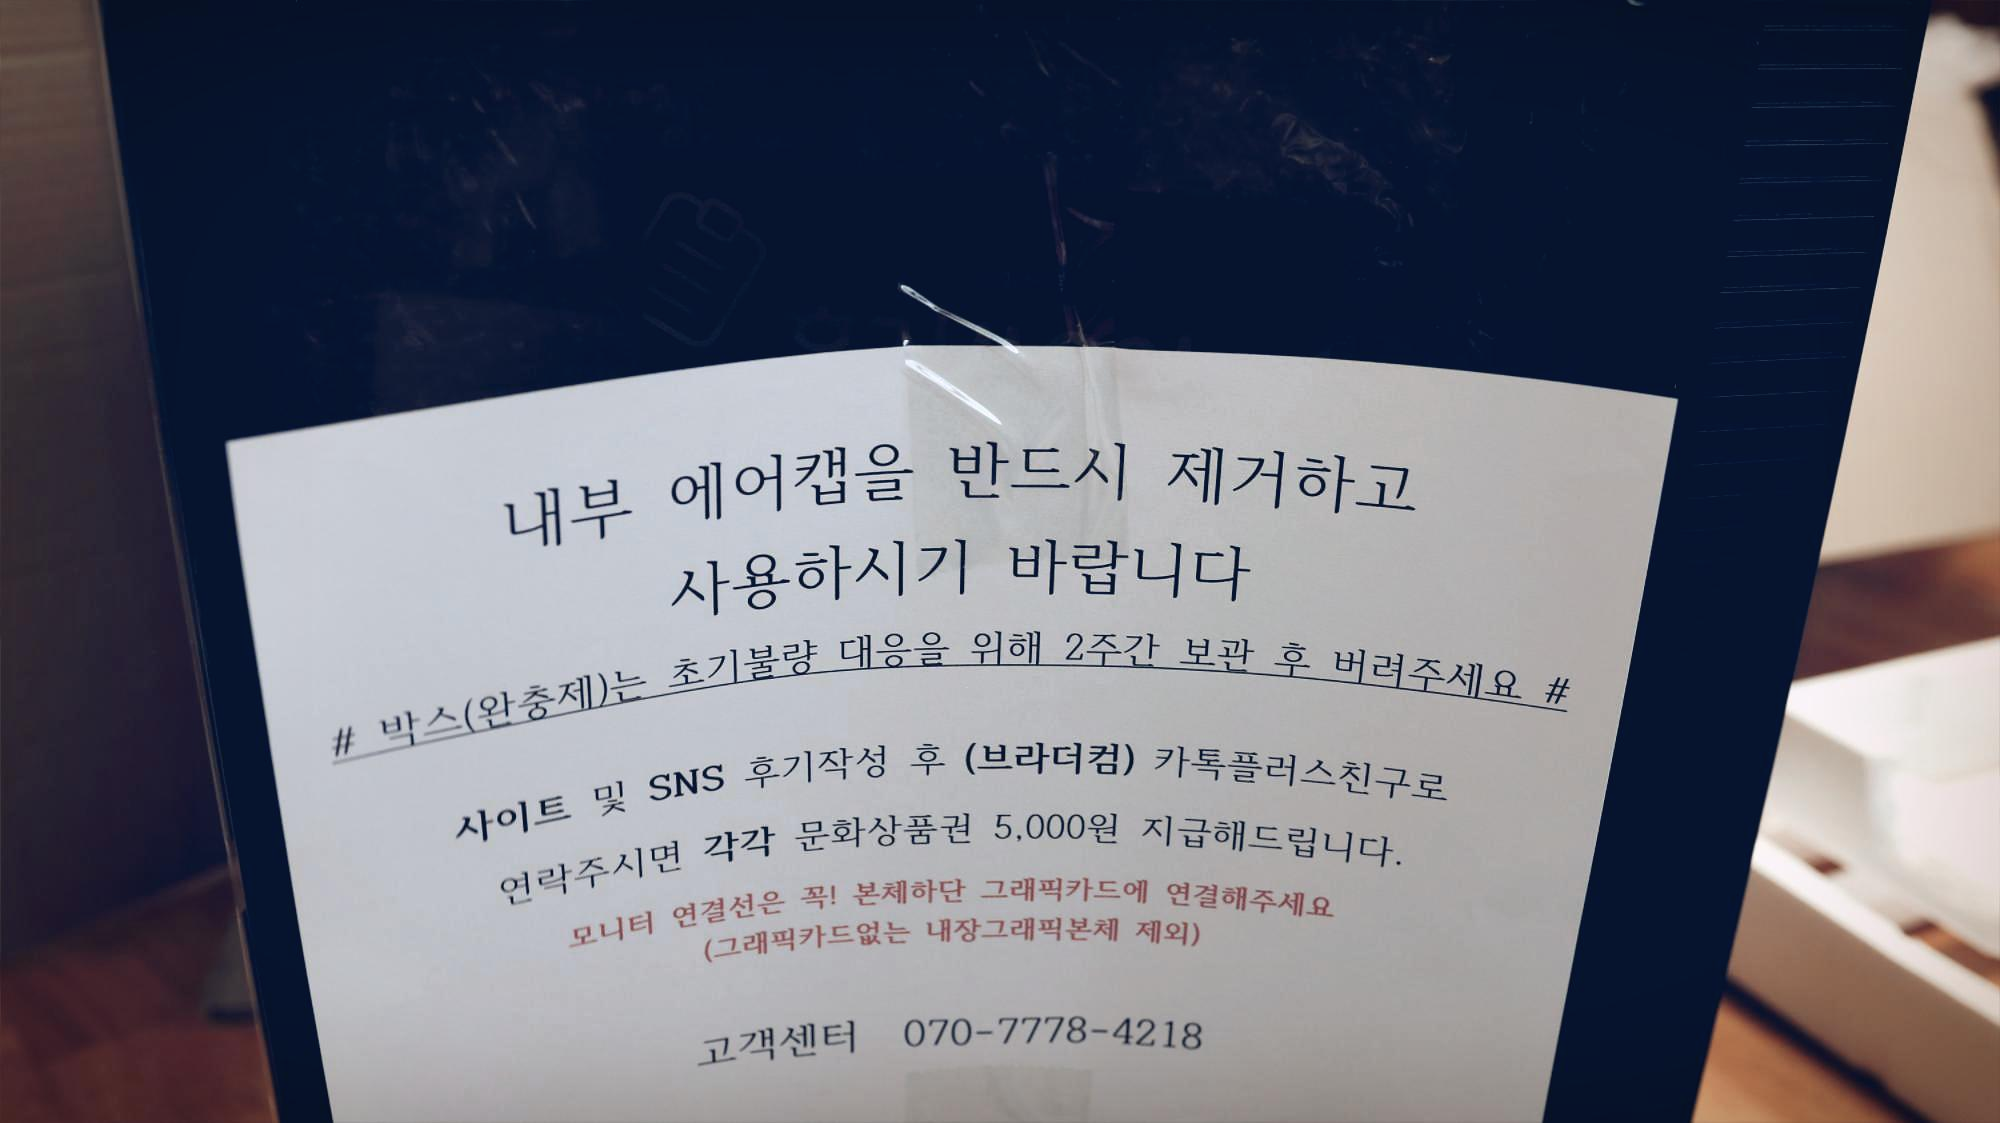 내부 에어캡을 반드시 제거하고
사용하시기 바랍니다
# 박스(완충제)는 초기불량 대응을 위해 2주간 보관 후 버려주세요 #
사이트 및 SNS 후기작성 후 (브라더컴) 카톡플러스친구로
연락주시면 각각 문화상품권 5,000원 지급해드립니다.
모니터 연결선은 꼭! 본체하단 그래픽카드에 연결해주세요
(그래픽카드없는 내장그래픽본체 제외)
고객센터 070-7778-4218